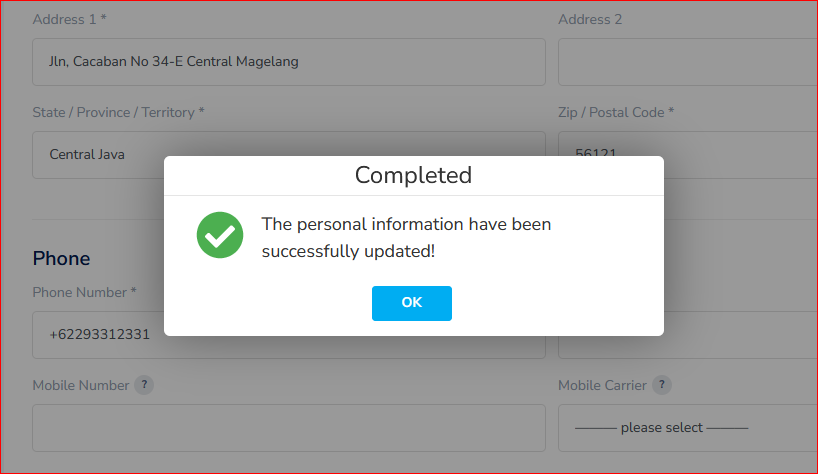 Address 1 *
Address 2
Jln, Cacaban No 34-E Central Magelang
State / Province / Territory *
Zip / Postal Code *
Central Java
56121
Completed
The personal information have been
successfully updated!
OK
Phone
Phone Number *
+62293312331
Mobile Number ?
Mobile Carrier ?
——— please select ———